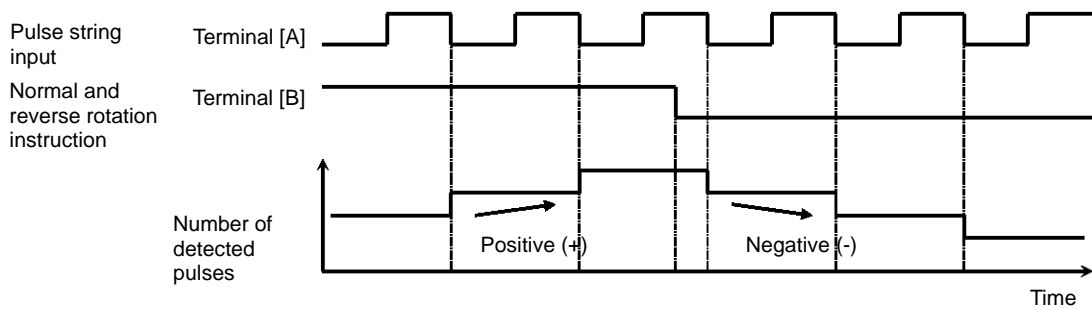 Pulse string
input
Terminal [A]
Normal and
reverse rotation
instruction
Terminal [B]
Number of
detected
pulses
Positive (+)
Negative (-)
Time